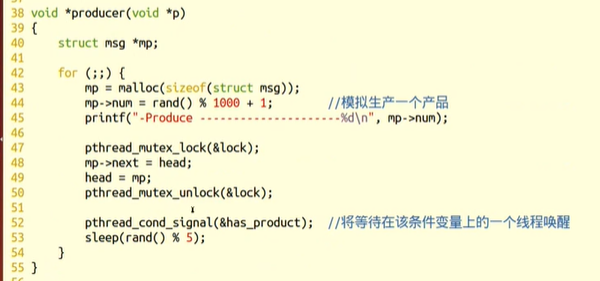 38 void *producer(void *p)
39 {
40     struct msg *mp;
41
42     for (;;) {
43         mp = malloc(sizeof(struct msg));
44         mp->num = rand() % 1000 + 1;          //模拟生产一个产品
45         printf("-Produce ---------------------%d\n", mp->num);
46
47         pthread_mutex_lock(&lock);
48         mp->next = head;
49         head = mp;
50         pthread_mutex_unlock(&lock);
51
52         pthread_cond_signal(&has_product);  //将等待在该条件变量上的一个线程唤醒
53         sleep(rand() % 5);
54     }
55 }